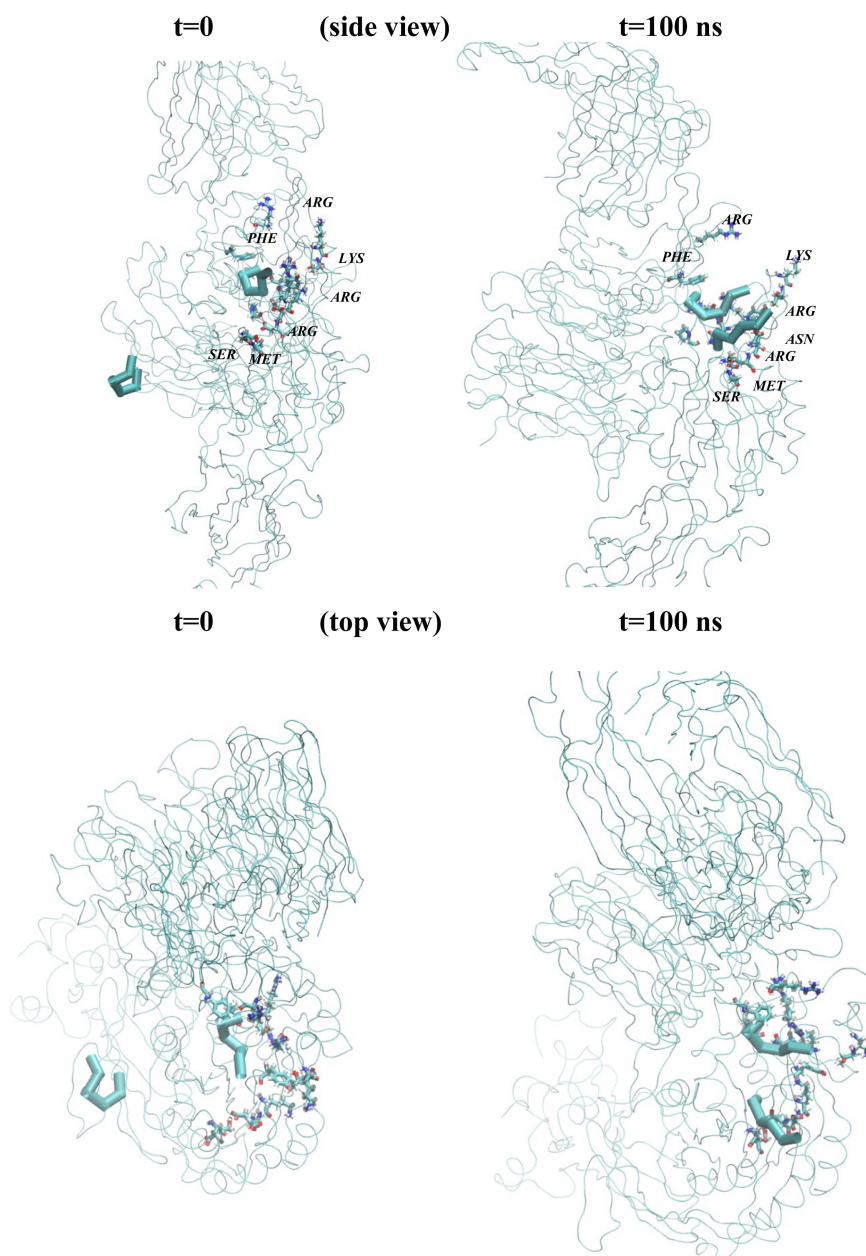 t=0 (side view) t=100 ns
ARG
PHE
LYS
ARG
ARG
SER MET
ARG
PHE LYS
ARG
ASN
ARG
MET
SER
t=0 (top view) t=100 ns